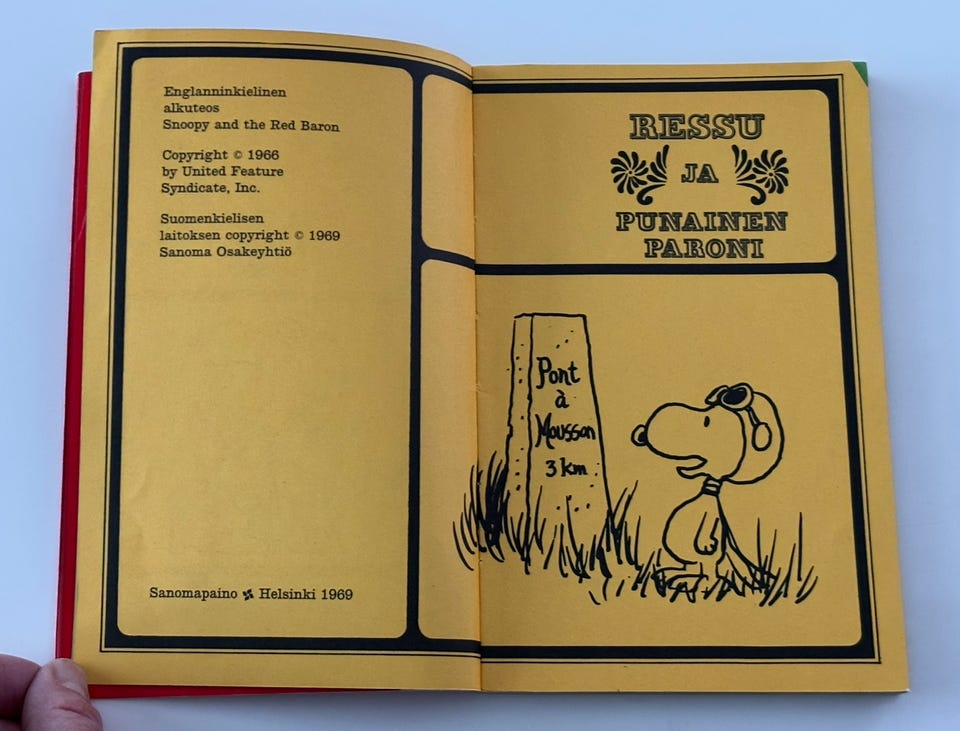 Englanninkielinen
alkuteos
Snoopy and the Red Baron
Copyright © 1966
by United Feature
Syndicate, Inc.
Suomenkielisen
laitoksen copyright © 1969
Sanoma Osakeyhtiö
Sanomapaino Helsinki 1969
RESSU
JA
PUNAINEN
PARONI
Pont
à
Mousson
3 km